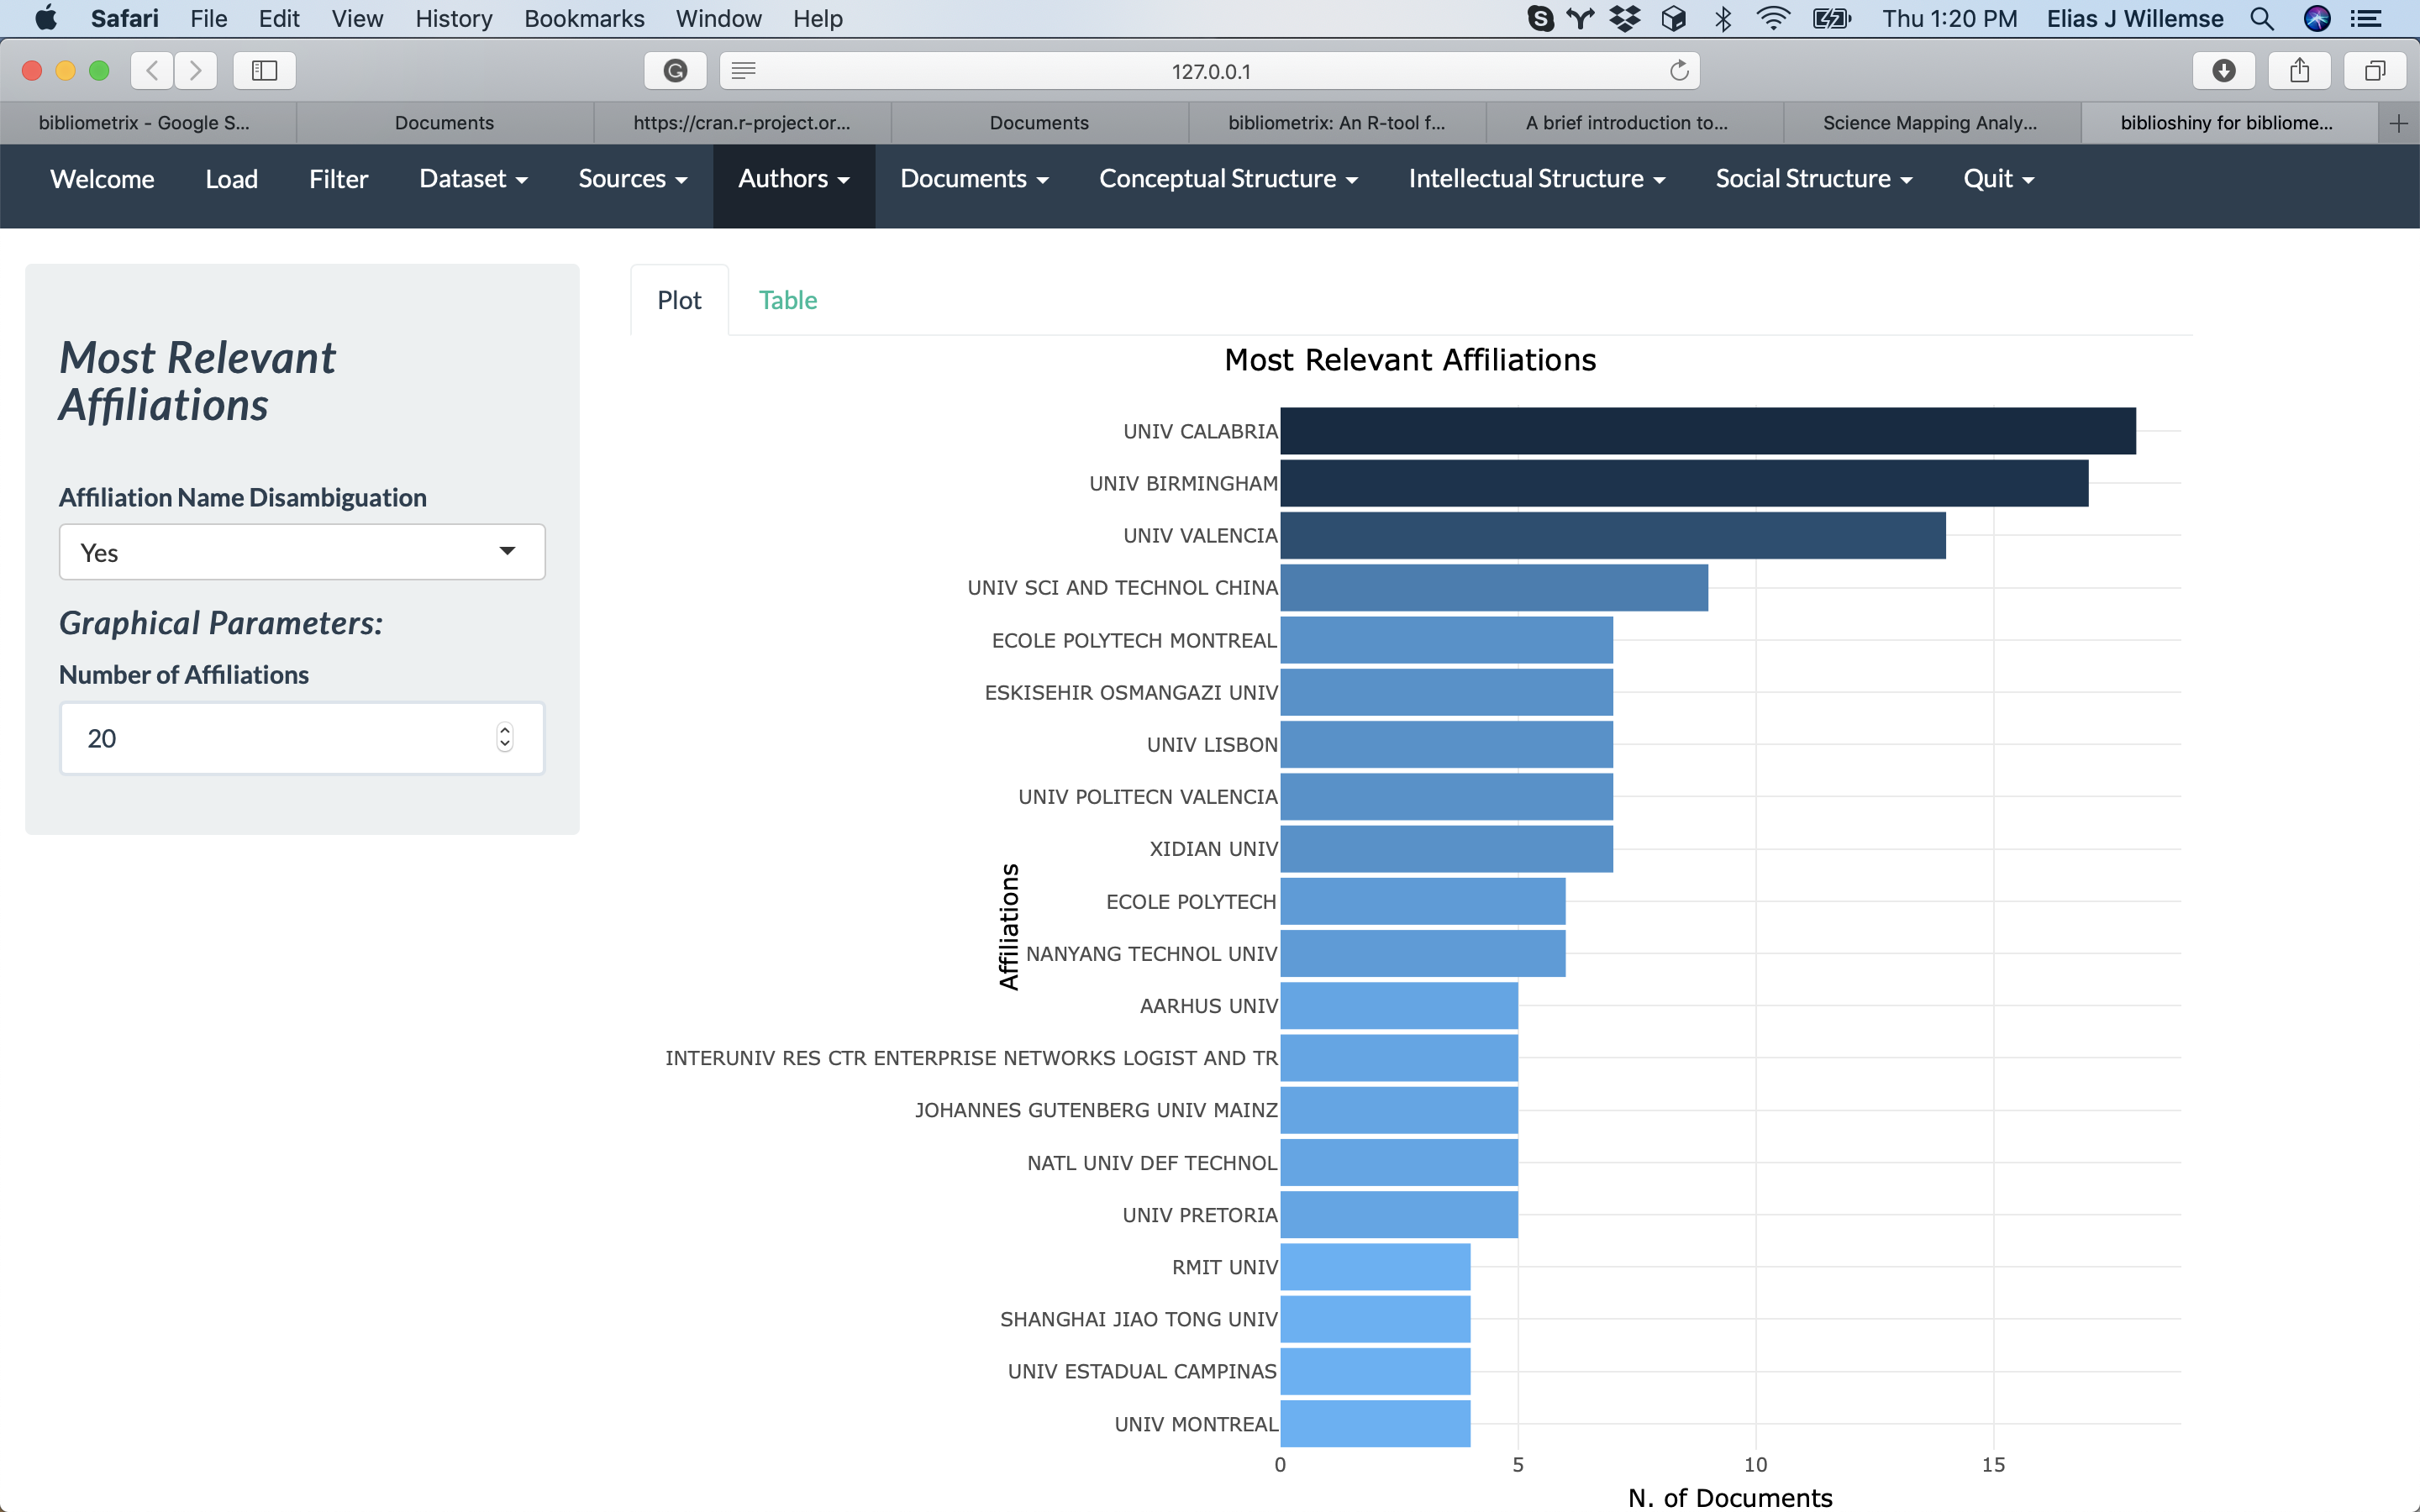 Safari File Edit View History Bookmarks Window Help Thu 1:20 PM Elias J Willemse
127.0.0.1
bibliometrix - Google S... Documents https://cran.r-project.or... Documents bibliometrix: An R-tool f... A brief introduction to... Science Mapping Analy... biblioshiny for bibliome...
Welcome Load Filter Dataset Sources Authors Documents Conceptual Structure Intellectual Structure Social Structure Quit
Most Relevant
Affiliations
Affiliation Name Disambiguation
Yes
Graphical Parameters:
Number of Affiliations
20
Plot Table
Most Relevant Affiliations
UNIV CALABRIA
UNIV BIRMINGHAM
UNIV VALENCIA
UNIV SCI AND TECHNOL CHINA
ECOLE POLYTECH MONTREAL
ESKISEHIR OSMANGAZI UNIV
UNIV LISBON
UNIV POLITECN VALENCIA
XIDIAN UNIV
ECOLE POLYTECH
NANYANG TECHNOL UNIV
AARHUS UNIV
INTERUNIV RES CTR ENTERPRISE NETWORKS LOGIST AND TR
JOHANNES GUTENBERG UNIV MAINZ
NATL UNIV DEF TECHNOL
UNIV PRETORIA
RMIT UNIV
SHANGHAI JIAO TONG UNIV
UNIV ESTADUAL CAMPINAS
UNIV MONTREAL
Affiliations
0 5 10 15
N. of Documents